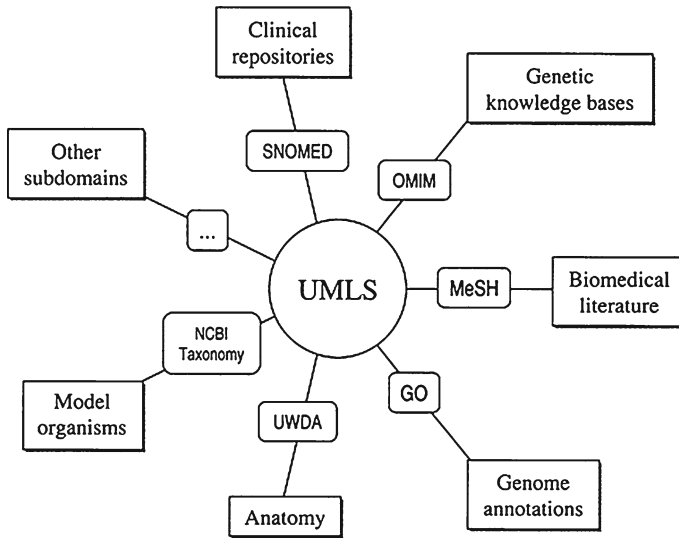 Clinical
repositories
Genetic
knowledge bases
SNOMED
Other
subdomains
OMIM
...
UMLS
MeSH
Biomedical
literature
NCBI
Taxonomy
Model
organisms
GO
UWDA
Genome
annotations
Anatomy